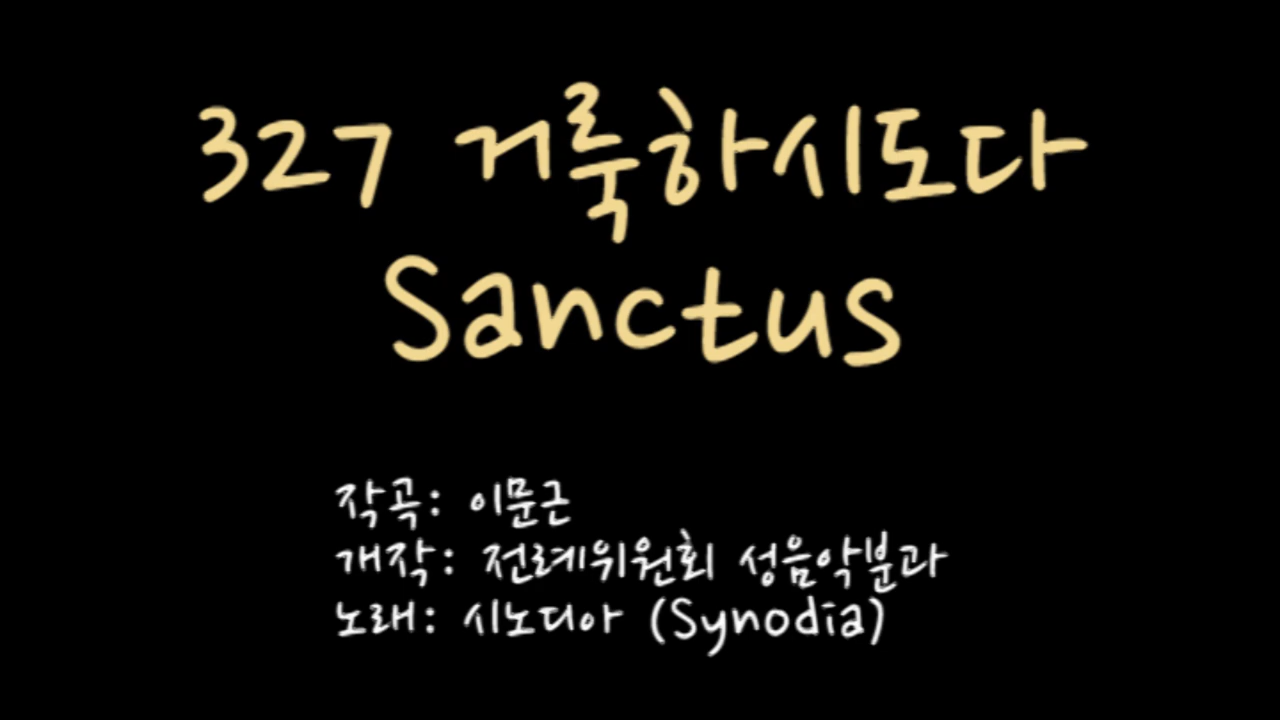 327 거룩하시도다
Sanctus
작곡: 이문근
개작: 전례위원회 성음악분과
노래: 시노디아 (Synodia)